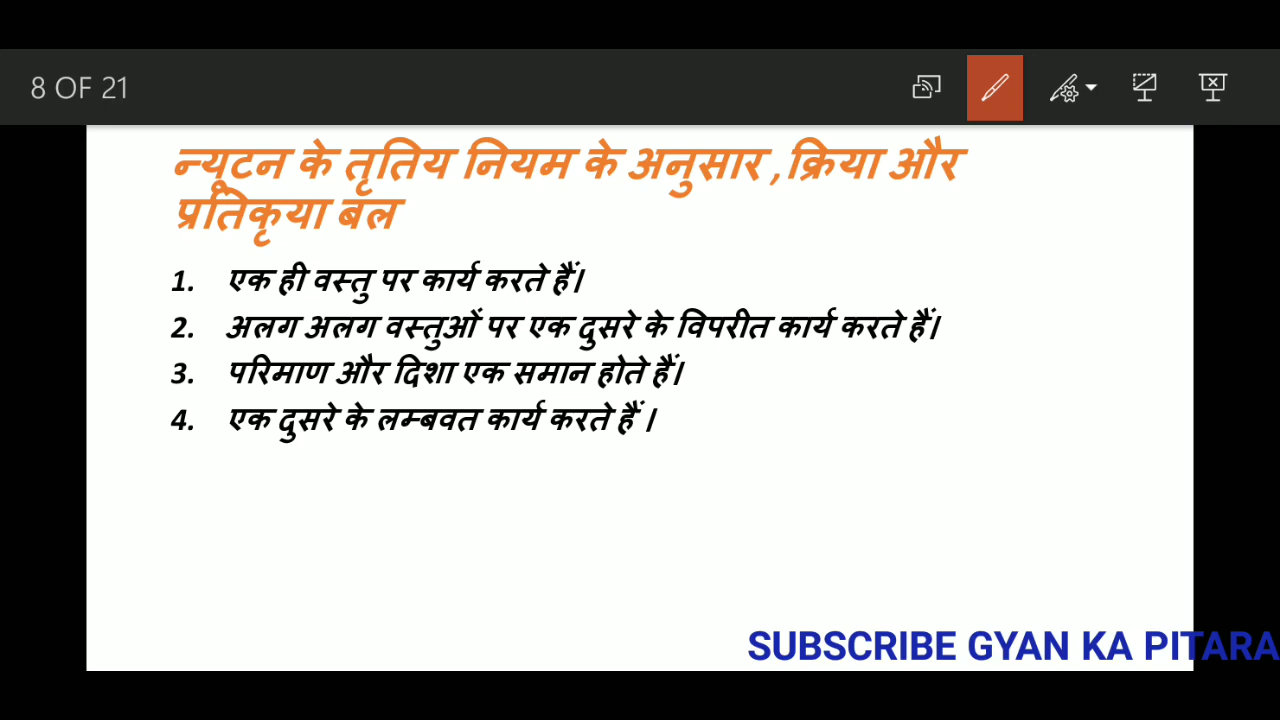 8 OF 21
न्यूटन के तृतिय नियम के अनुसार ,क्रिया और
प्रतिकृया बल
1. एक ही वस्तु पर कार्य करते हैं।
2. अलग अलग वस्तुओं पर एक दुसरे के विपरीत कार्य करते हैं।
3. परिमाण और दिशा एक समान होते हैं।
4. एक दुसरे के लम्बवत कार्य करते हैं ।
SUBSCRIBE GYAN KA PITARA